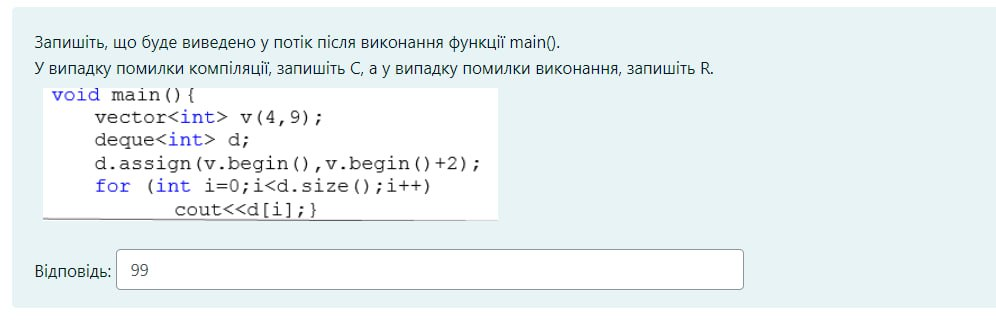 Запишіть, що буде виведено у потік після виконання функції main().
У випадку помилки компіляції, запишіть C, а у випадку помилки виконання, запишіть R.
void main(){
vector<int> v(4,9);
deque<int> d;
d.assign(v.begin(),v.begin()+2);
for (int i=0;i<d.size();i++)
cout<<d[i];}
Відповідь: 99